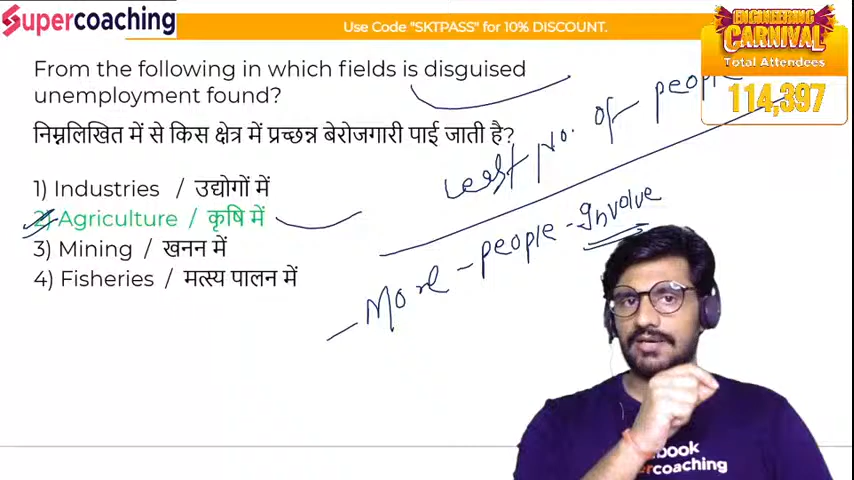 Supercoaching
Use Code "SKTPASS" for 10% DISCOUNT.
ENGINEERING
CARNIVAL
Total Attendees
114,397
From the following in which fields is disguised
unemployment found?
निम्नलिखित में से किस क्षेत्र में प्रच्छन्न बेरोजगारी पाई जाती है?
1) Industries / उद्योगों में
2) Agriculture / कृषि में
3) Mining / खनन में
4) Fisheries / मत्स्य पालन में
Least No. of people
More - people - Involve
book
ercoaching